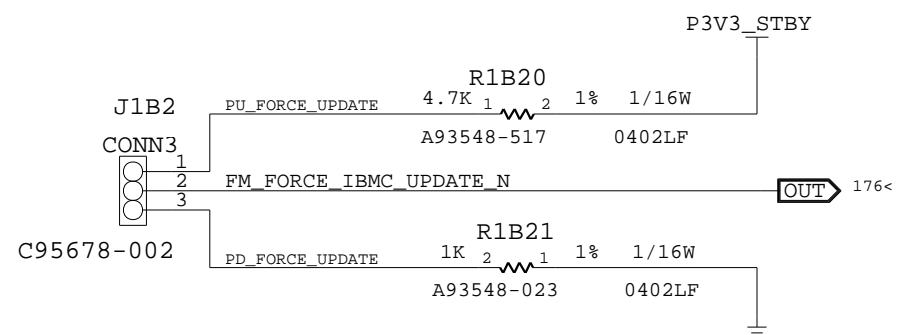 P3V3_STBY
R1B20
J1B2
PU_FORCE_UPDATE 4.7K 1 2 1% 1/16W
A93548-517 0402LF
CONN3
1
2 FM_FORCE_IBMC_UPDATE_N OUT 176<
3
R1B21
C95678-002
PD_FORCE_UPDATE 1K 2 1 1% 1/16W
A93548-023 0402LF